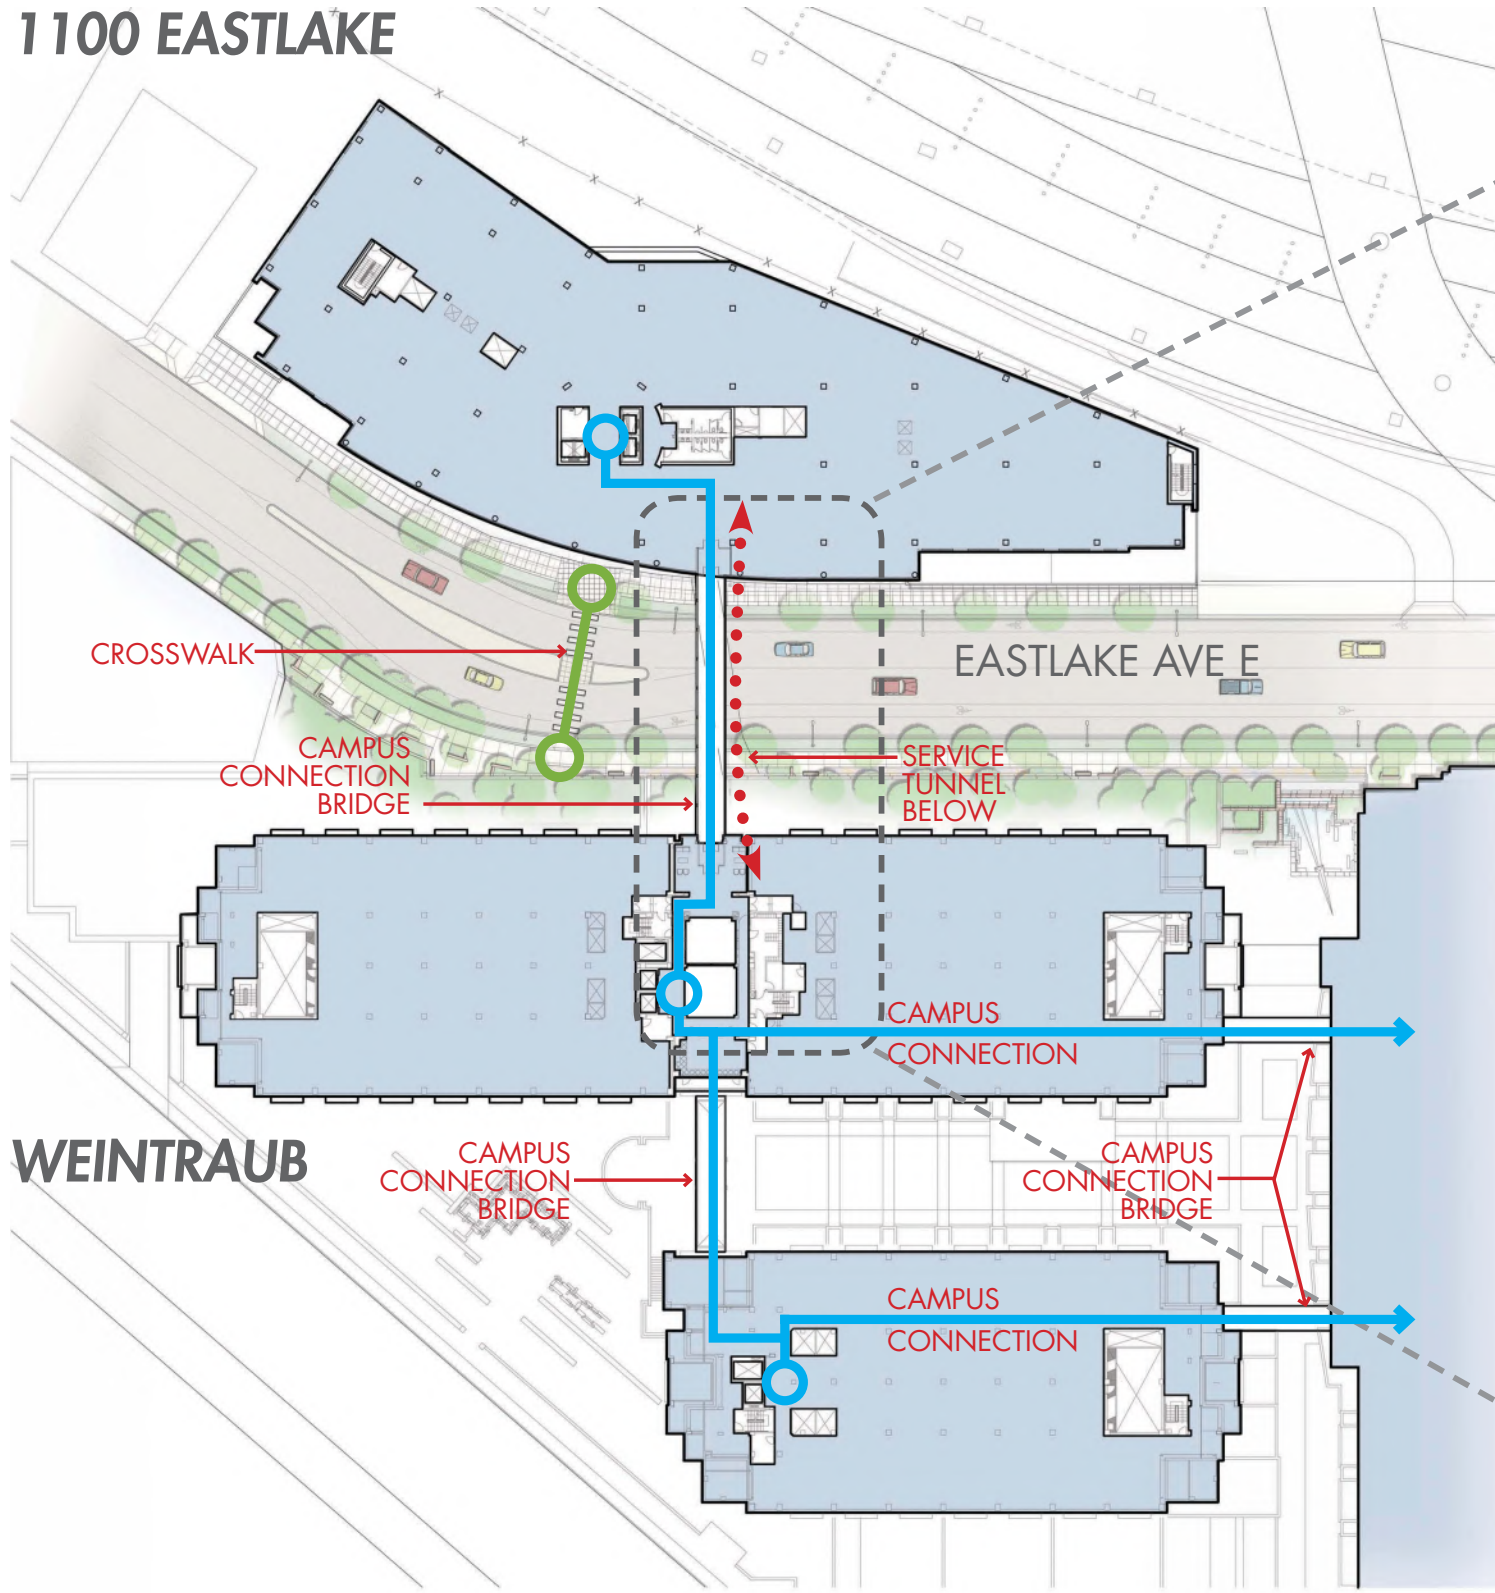 1100 EASTLAKE
CROSSWALK
EASTLAKE AVE E
CAMPUS
CONNECTION
BRIDGE
SERVICE
TUNNEL
BELOW
CAMPUS
CONNECTION
WEINTRAUB
CAMPUS
CONNECTION
BRIDGE
CAMPUS
CONNECTION
BRIDGE
CAMPUS
CONNECTION